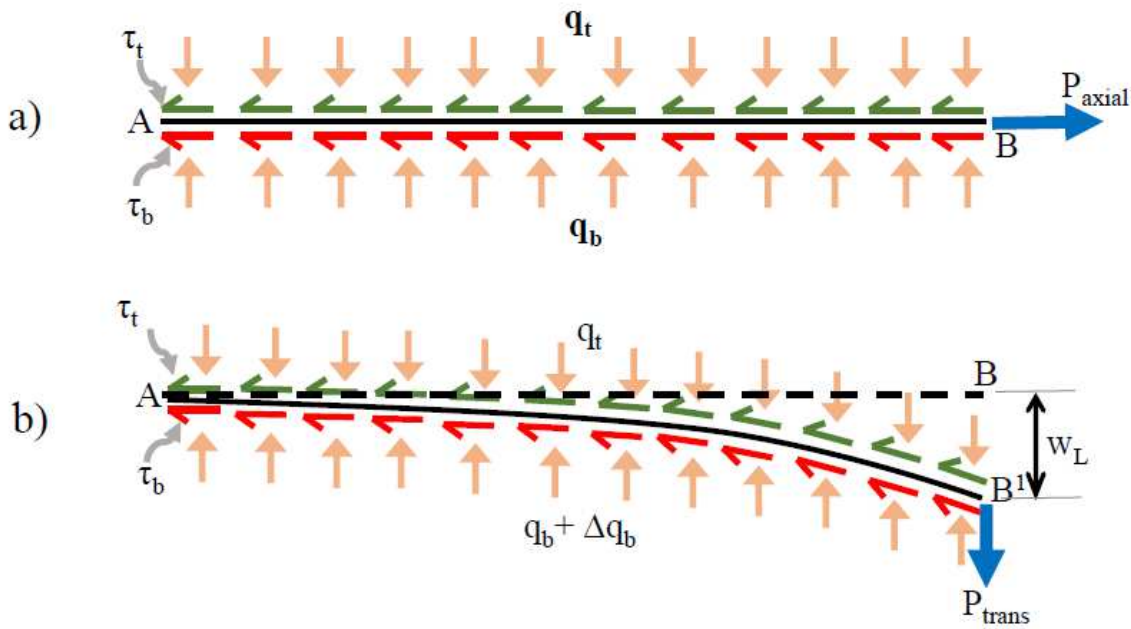 q_t
τ_t
P_axial
a)
A
B
τ_b
q_b
τ_t
q_t
A
B
b)
w_L
τ_b
B¹
q_b + Δq_b
P_trans